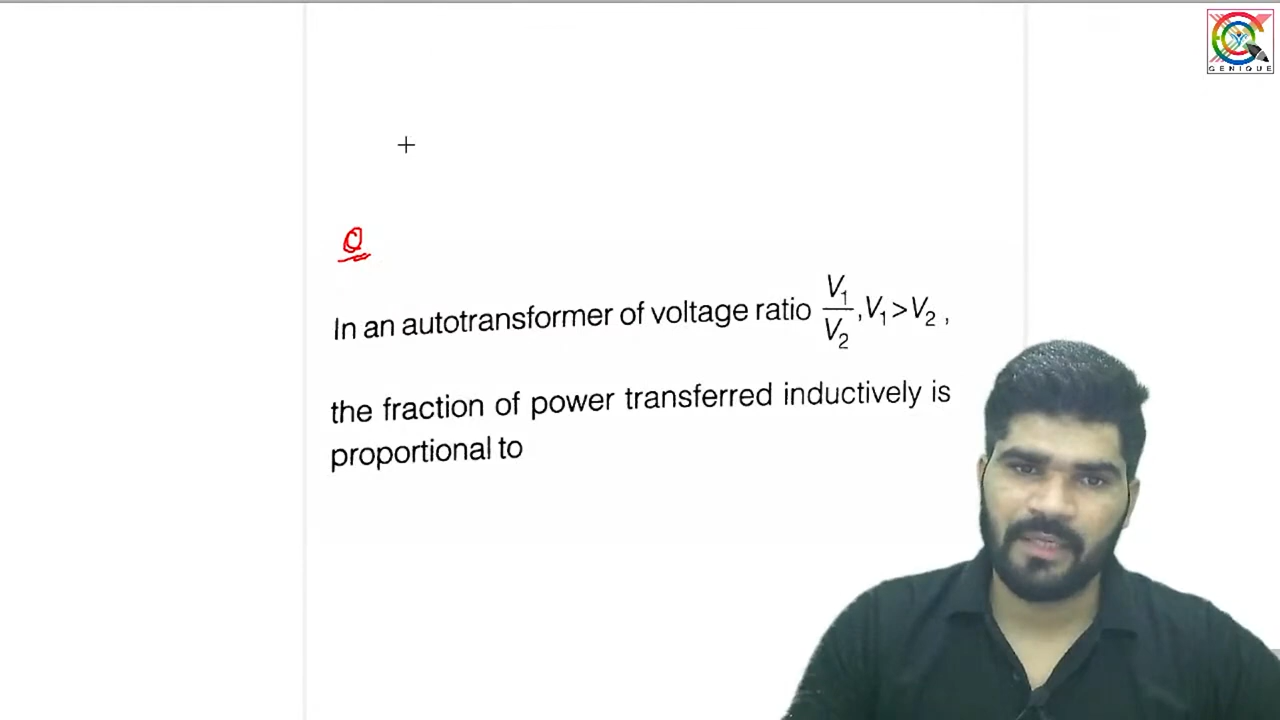 GENIQUE
Q
In an autotransformer of voltage ratio V₁/V₂, V₁ > V₂,
the fraction of power transferred inductively is
proportional to